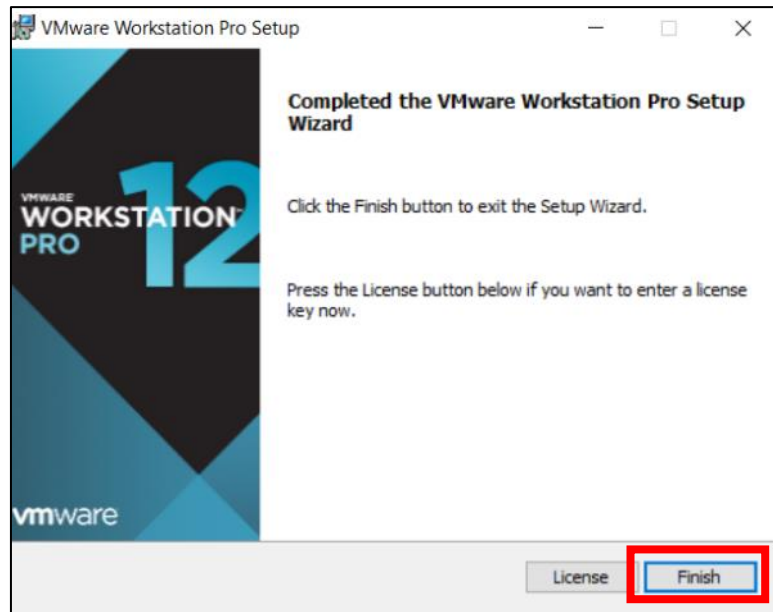 VMware Workstation Pro Setup
Completed the VMware Workstation Pro Setup
Wizard
VMWARE
WORKSTATION
PRO
12
Click the Finish button to exit the Setup Wizard.
Press the License button below if you want to enter a license
key now.
vmware
License
Finish